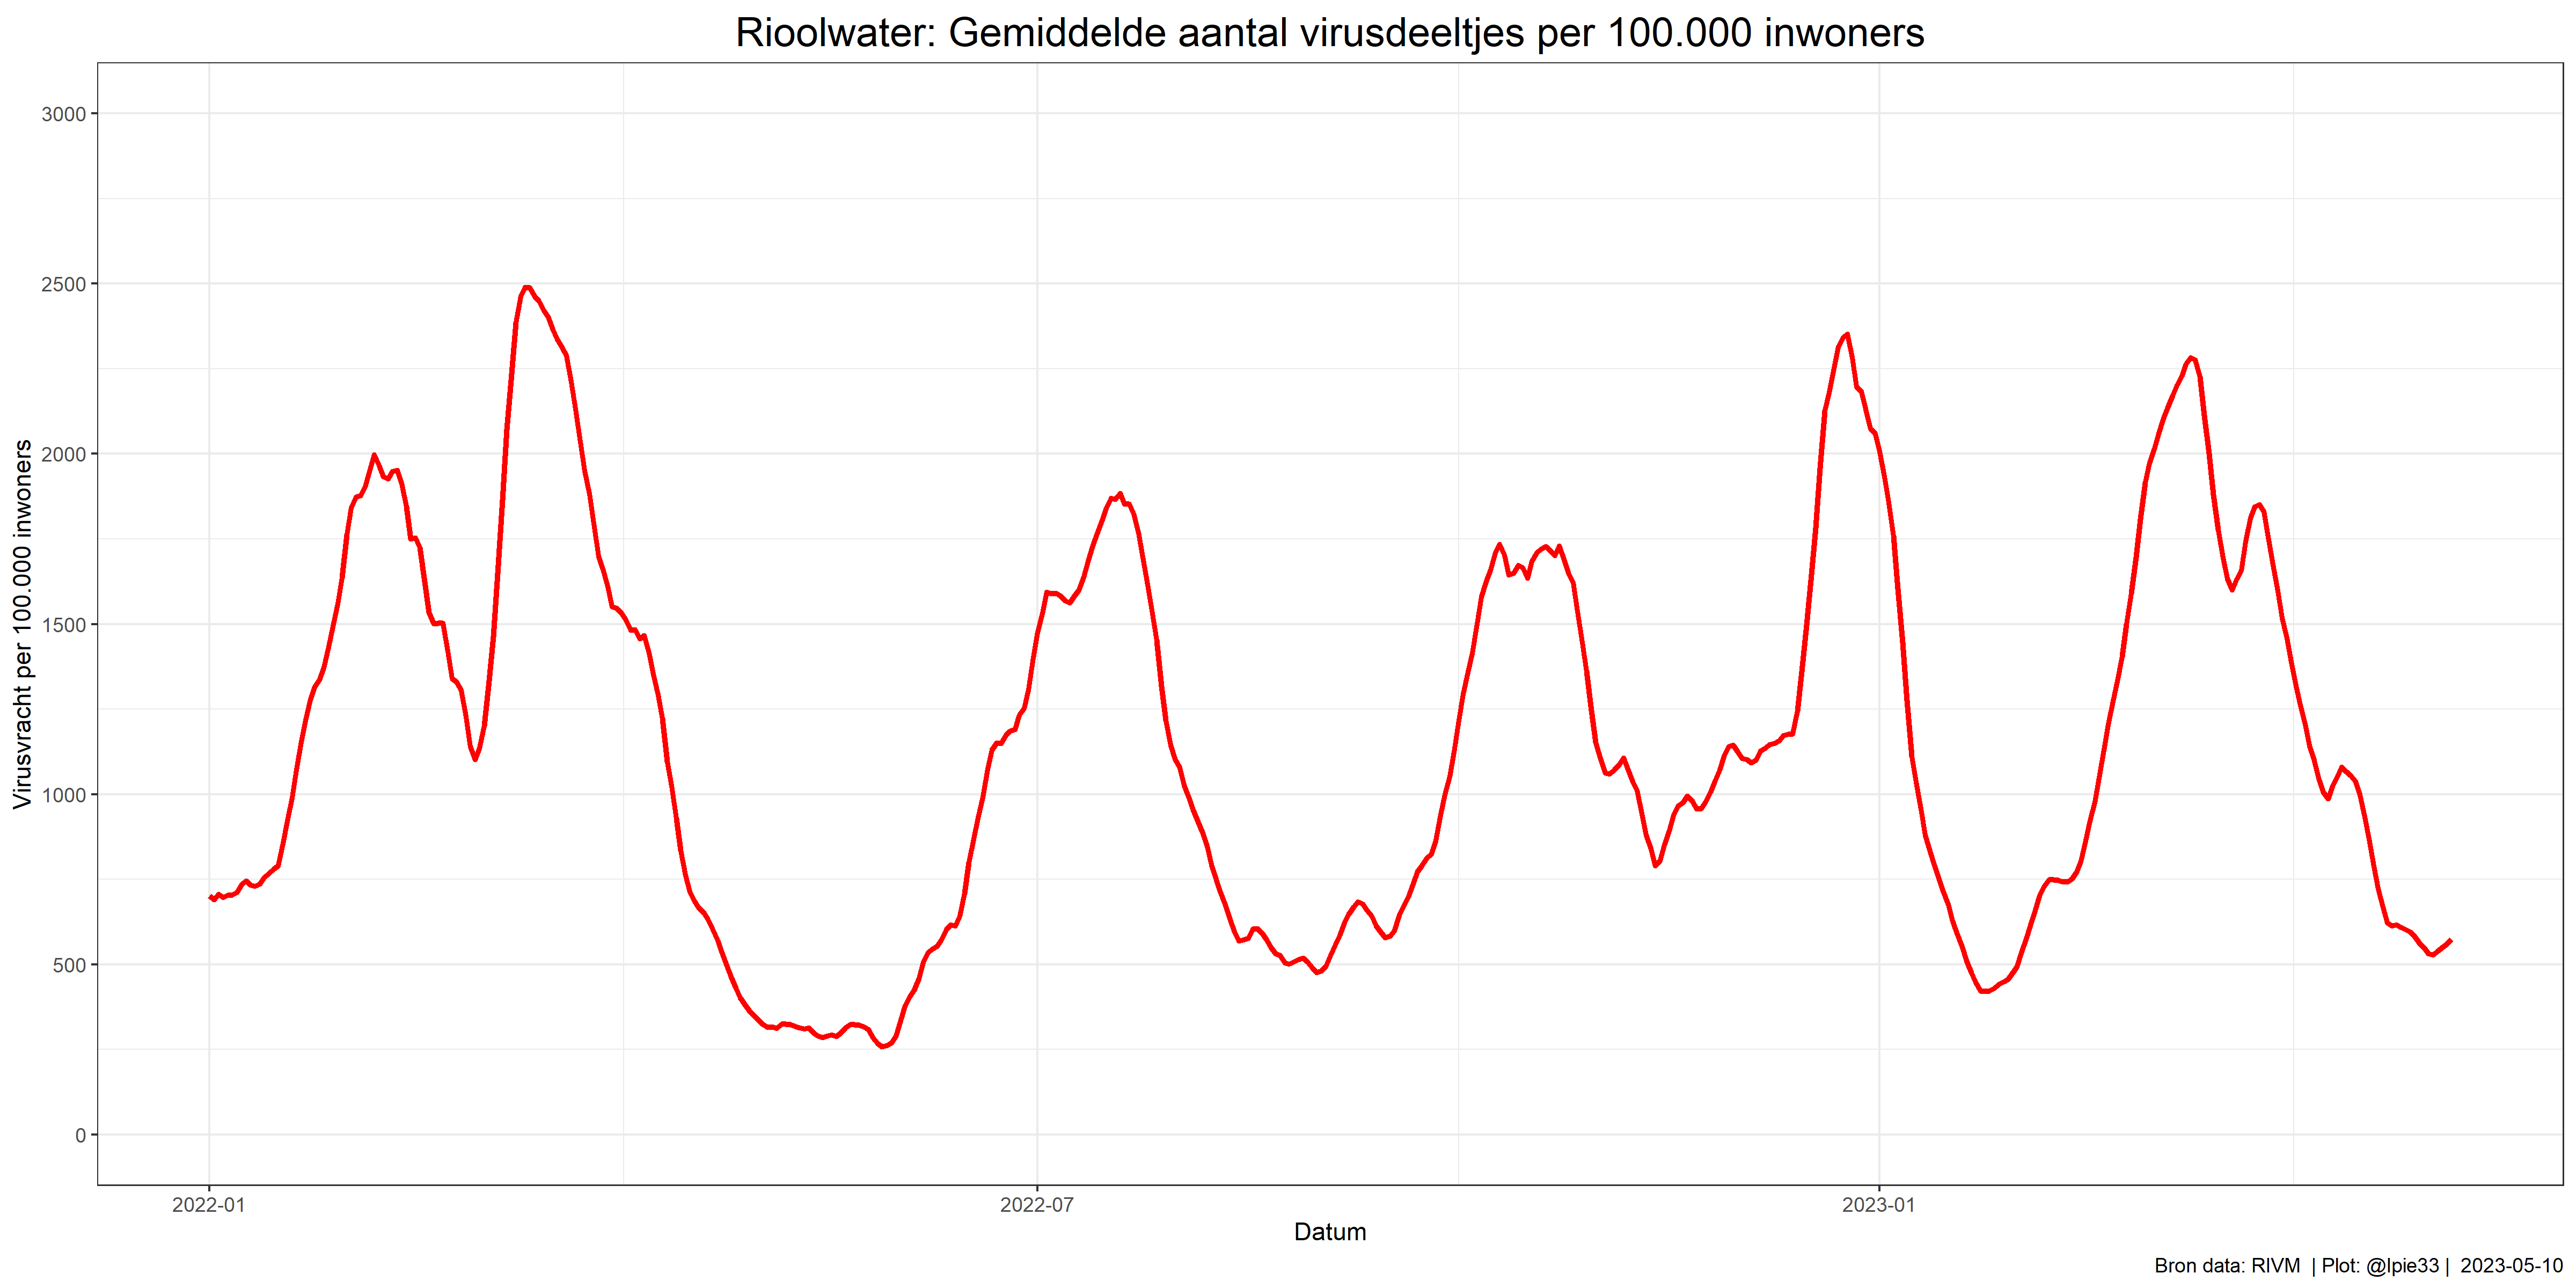 Rioolwater: Gemiddelde aantal virusdeeltjes per 100.000 inwoners
Virusvracht per 100.000 inwoners
3000
2500
2000
1500
1000
500
0
2022-01 2022-07 2023-01
Datum
Bron data: RIVM | Plot: @lpie33 | 2023-05-10